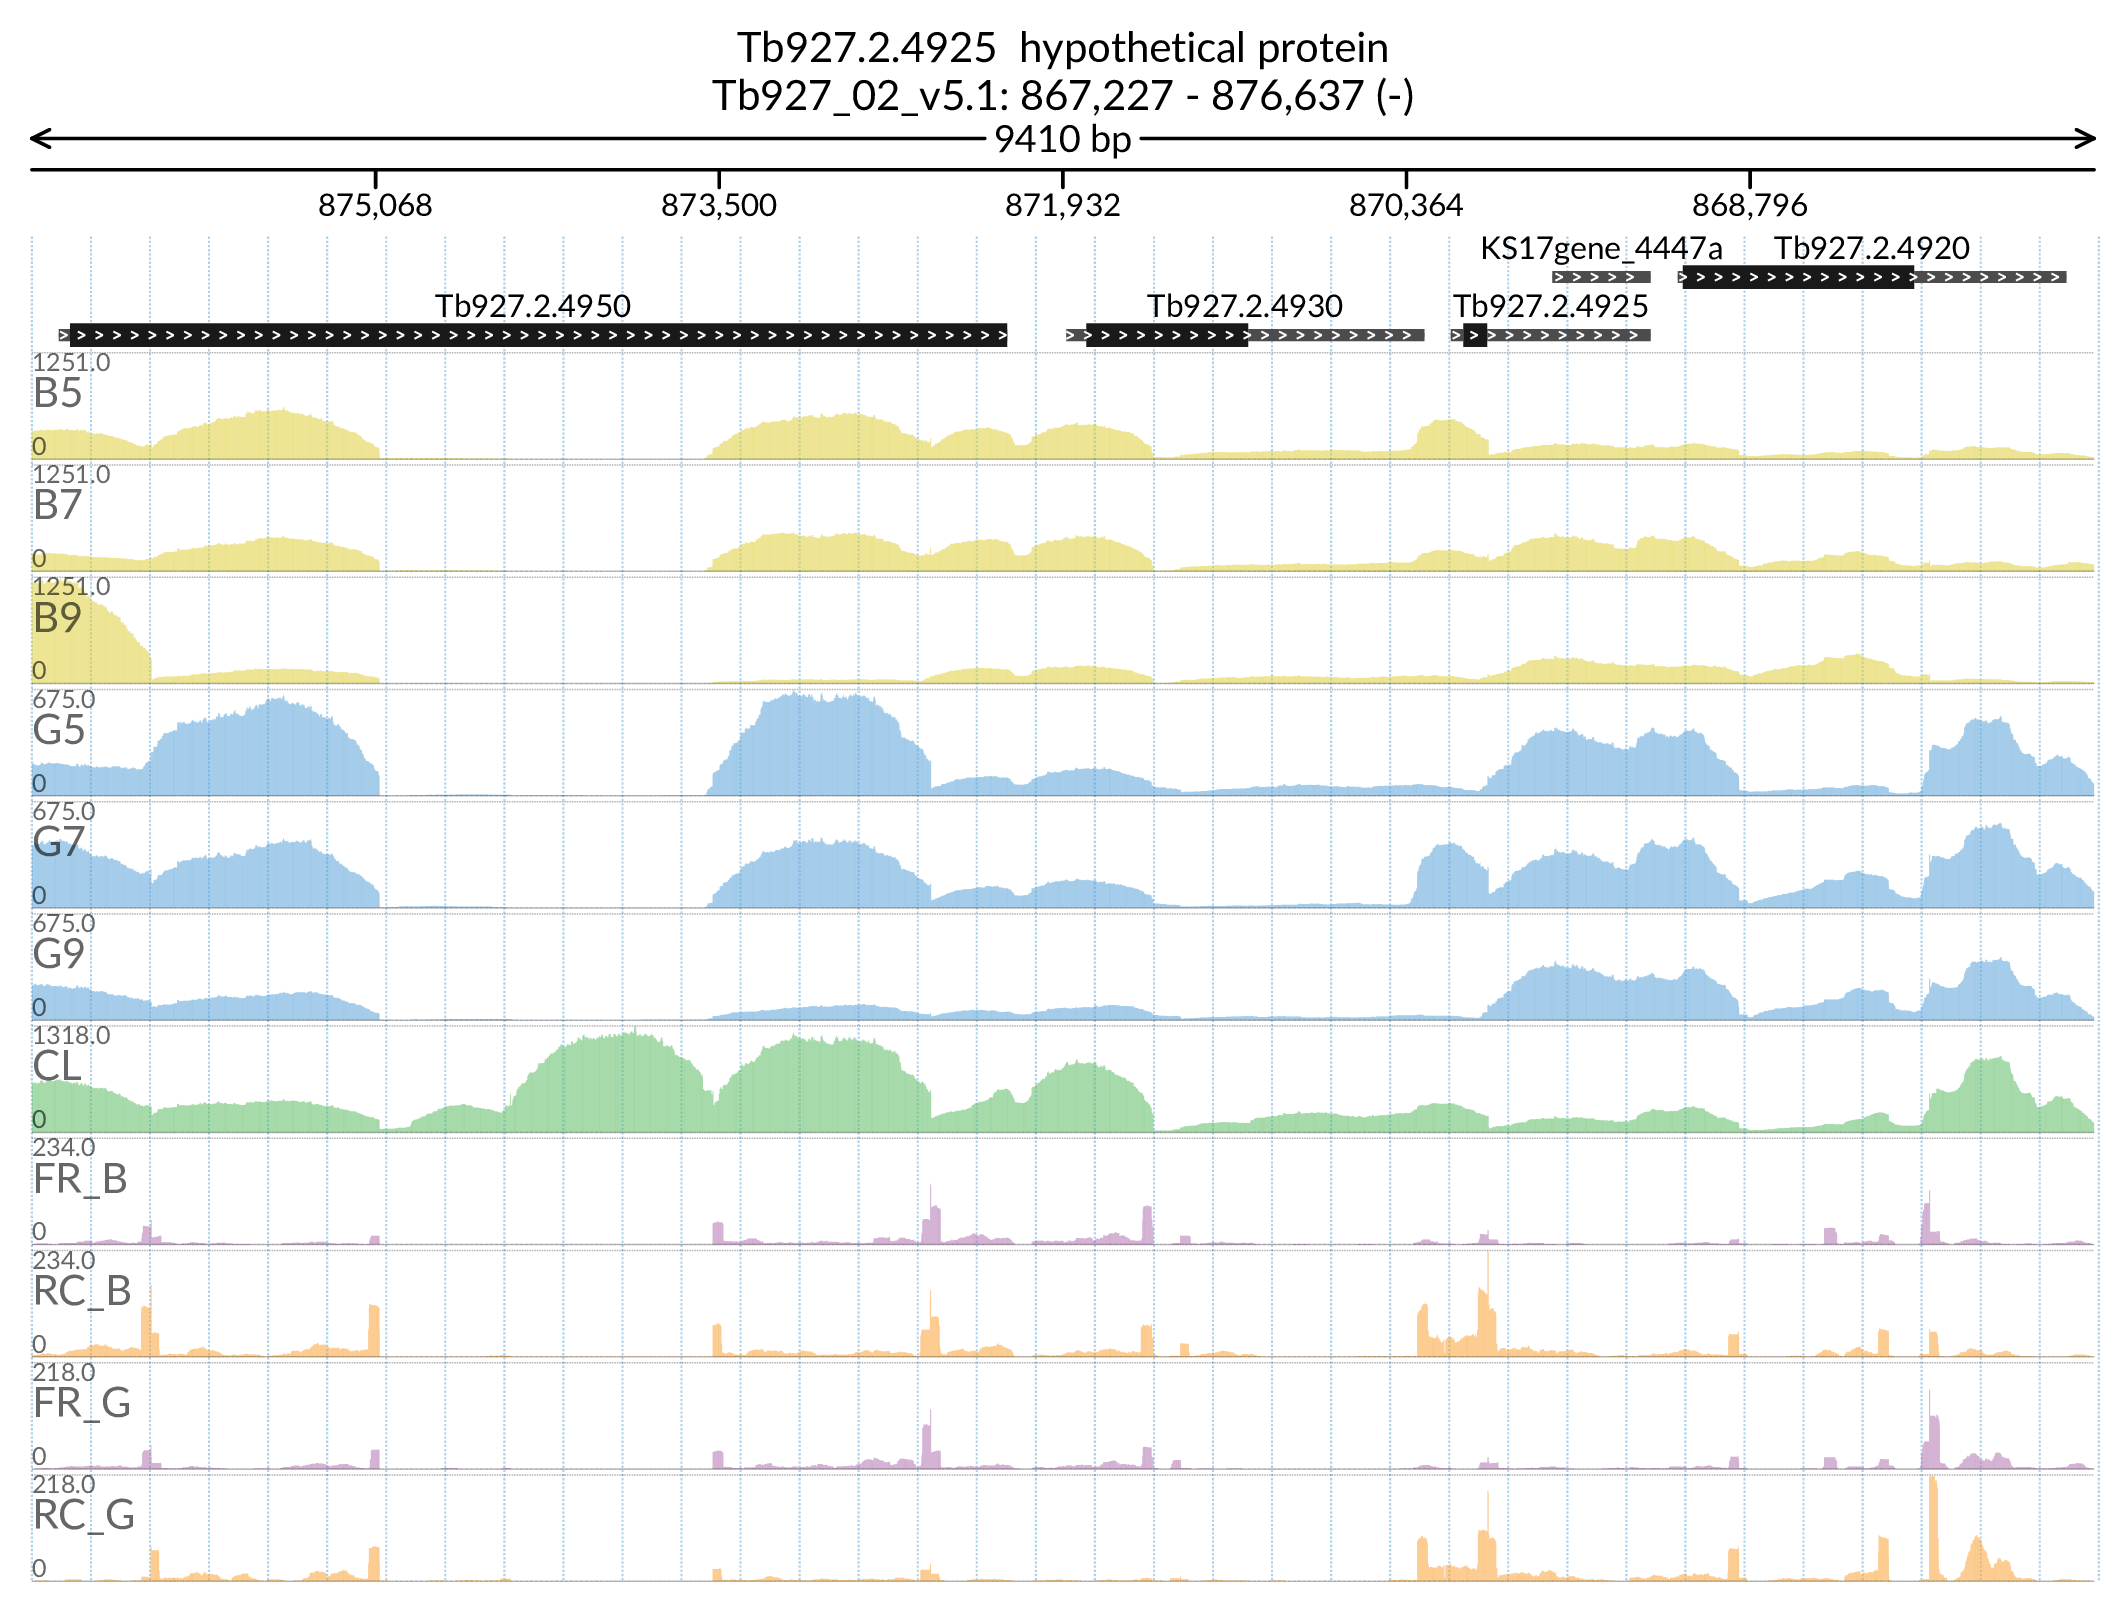 Tb927.2.4925 hypothetical protein
Tb927_02_v5.1: 867,227 - 876,637 (-)
9410 bp
875,068 873,500 871,932 870,364 868,796
KS17gene_4447a Tb927.2.4920
Tb927.2.4950 Tb927.2.4930 Tb927.2.4925
1251.0
B5
0
1251.0
B7
0
1251.0
B9
0
675.0
G5
0
675.0
G7
0
675.0
G9
0
1318.0
CL
0
234.0
FR_B
0
234.0
RC_B
0
218.0
FR_G
0
218.0
RC_G
0